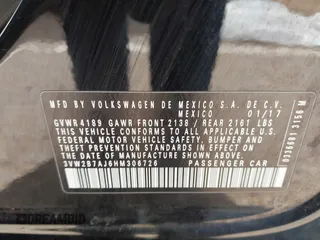 MFD BY VOLKSWAGEN DE MEXICO S.A. DE C.V.
MEXICO 01/17
GVWR 4189 GAWR FRONT 2138 / REAR 2161 LBS
THIS VEHICLE CONFORMS TO ALL APPLICABLE U.S.
FEDERAL MOTOR VEHICLE SAFETY, BUMPER, AND
THEFT PREVENTION STANDARDS IN EFFECT
ON THE DATE OF MANUFACTURE SHOWN ABOVE.
3VW2B7AJ6HM306726 PASSENGER CAR